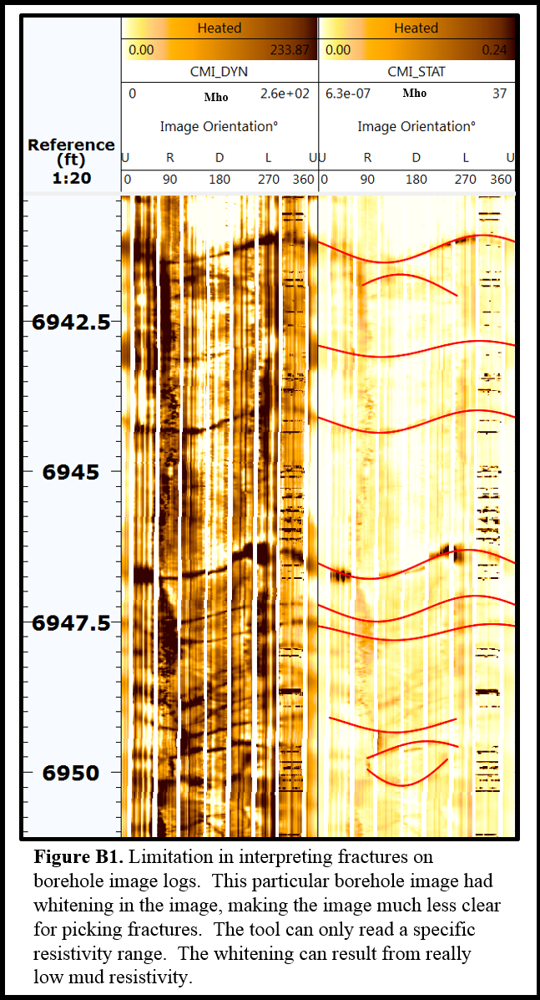 Heated Heated
0.00 233.87 0.00 0.24
CMI_DYN CMI_STAT
0 Mho 2.6e+02 6.3e-07 Mho 37
Image Orientation° Image Orientation°
Reference
(ft)
1:20
U R D L U U R D L U
0 90 180 270 360 0 90 180 270 360
6942.5
6945
6947.5
6950
Figure B1. Limitation in interpreting fractures on
borehole image logs. This particular borehole image had
whitening in the image, making the image much less clear
for picking fractures. The tool can only read a specific
resistivity range. The whitening can result from really
low mud resistivity.